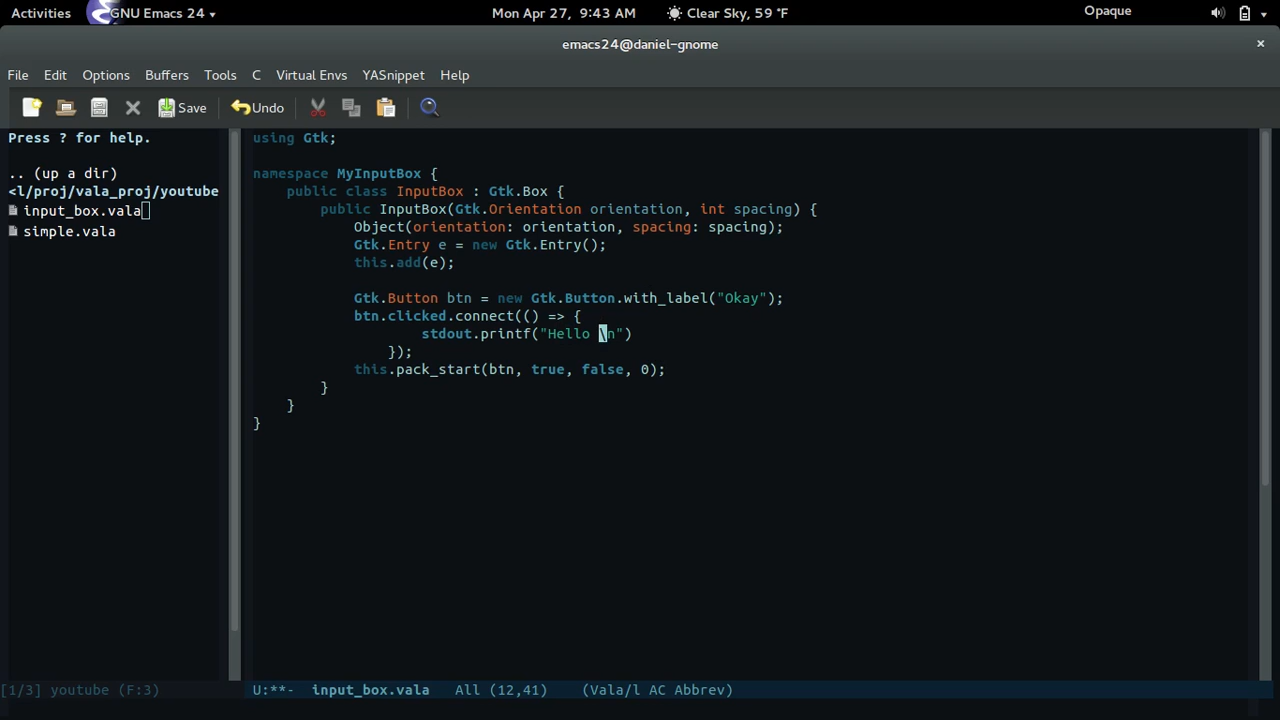 Activities GNU Emacs 24 Mon Apr 27, 9:43 AM Clear Sky, 59 °F Opaque
emacs24@daniel-gnome ×
File Edit Options Buffers Tools C Virtual Envs YASnippet Help
Save Undo
Press ? for help.
.. (up a dir)
<l/proj/vala_proj/youtube
input_box.vala
simple.vala
using Gtk;
namespace MyInputBox {
public class InputBox : Gtk.Box {
public InputBox(Gtk.Orientation orientation, int spacing) {
Object(orientation: orientation, spacing: spacing);
Gtk.Entry e = new Gtk.Entry();
this.add(e);
Gtk.Button btn = new Gtk.Button.with_label("Okay");
btn.clicked.connect(() => {
stdout.printf("Hello \n")
});
this.pack_start(btn, true, false, 0);
}
}
}
[1/3] youtube (F:3)
U:**- input_box.vala All (12,41) (Vala/l AC Abbrev)